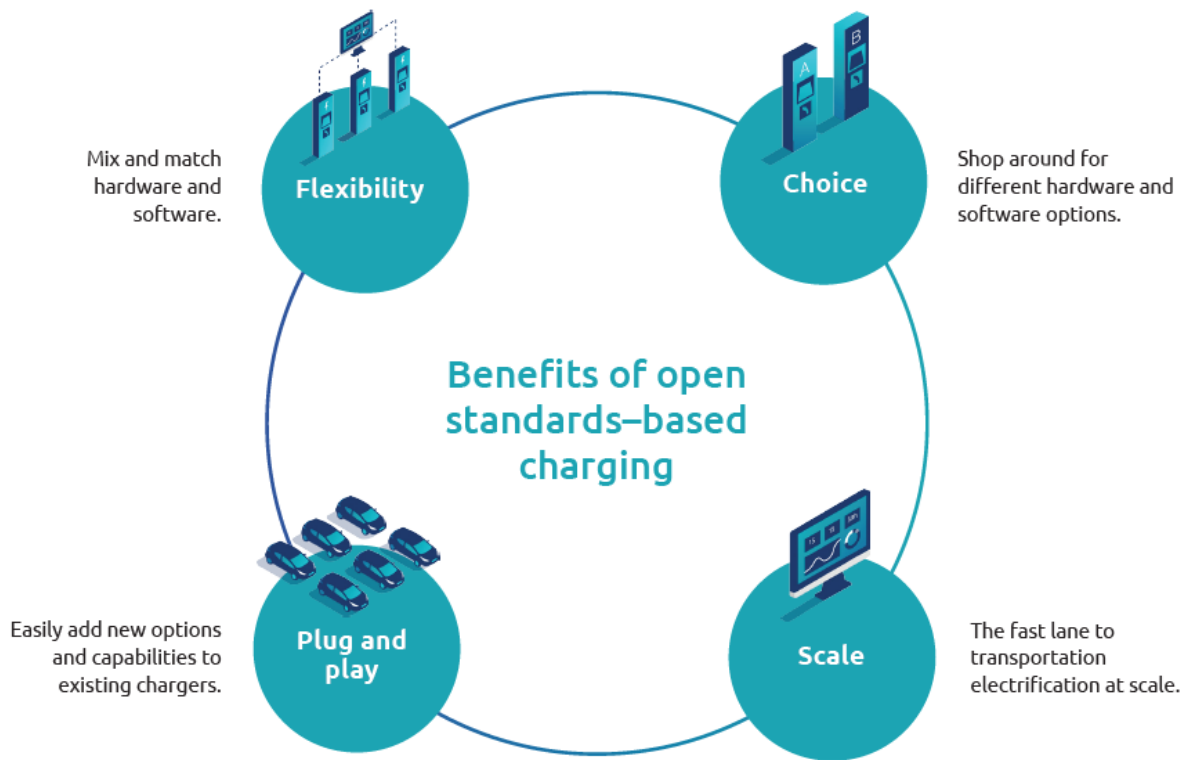 Mix and match
hardware and
software.
Flexibility
A
B
Choice
Shop around for
different hardware and
software options.
Benefits of open
standards–based
charging
Easily add new options
and capabilities to
existing chargers.
Plug and
play
Scale
The fast lane to
transportation
electrification at scale.